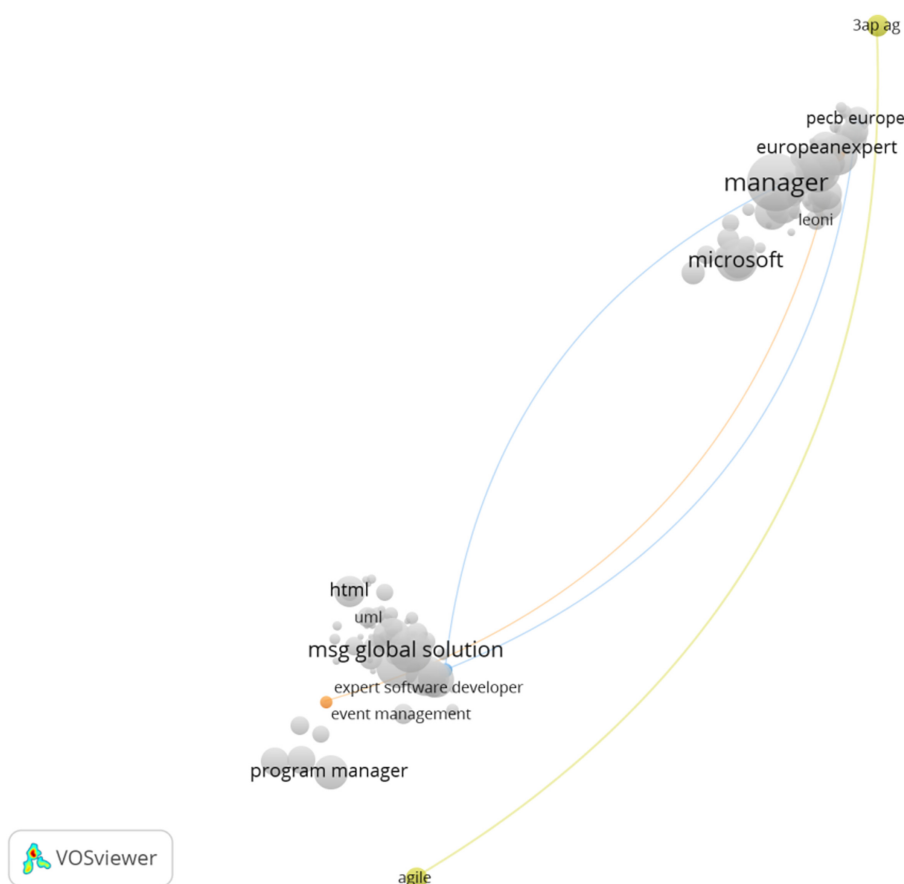 3ap ag
pecb europe
europeanexpert
manager
leoni
microsoft
html
uml
msg global solution
expert software developer
event management
program manager
VOSviewer
agile